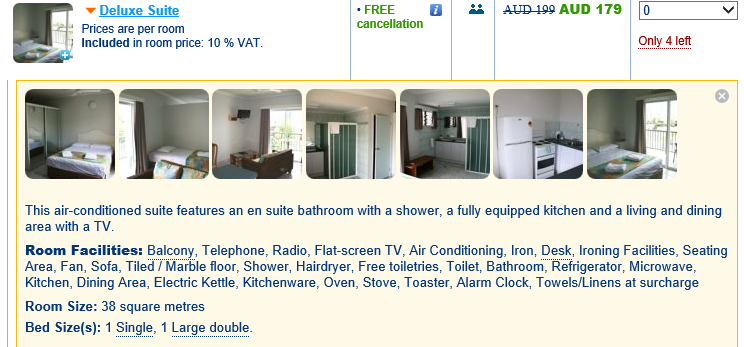 Deluxe Suite
Prices are per room
Included in room price: 10 % VAT.
• FREE
cancellation
AUD 199 AUD 179
0
Only 4 left
This air-conditioned suite features an en suite bathroom with a shower, a fully equipped kitchen and a living and dining
area with a TV.
Room Facilities: Balcony, Telephone, Radio, Flat-screen TV, Air Conditioning, Iron, Desk, Ironing Facilities, Seating
Area, Fan, Sofa, Tiled / Marble floor, Shower, Hairdryer, Free toiletries, Toilet, Bathroom, Refrigerator, Microwave,
Kitchen, Dining Area, Electric Kettle, Kitchenware, Oven, Stove, Toaster, Alarm Clock, Towels/Linens at surcharge
Room Size: 38 square metres
Bed Size(s): 1 Single, 1 Large double.